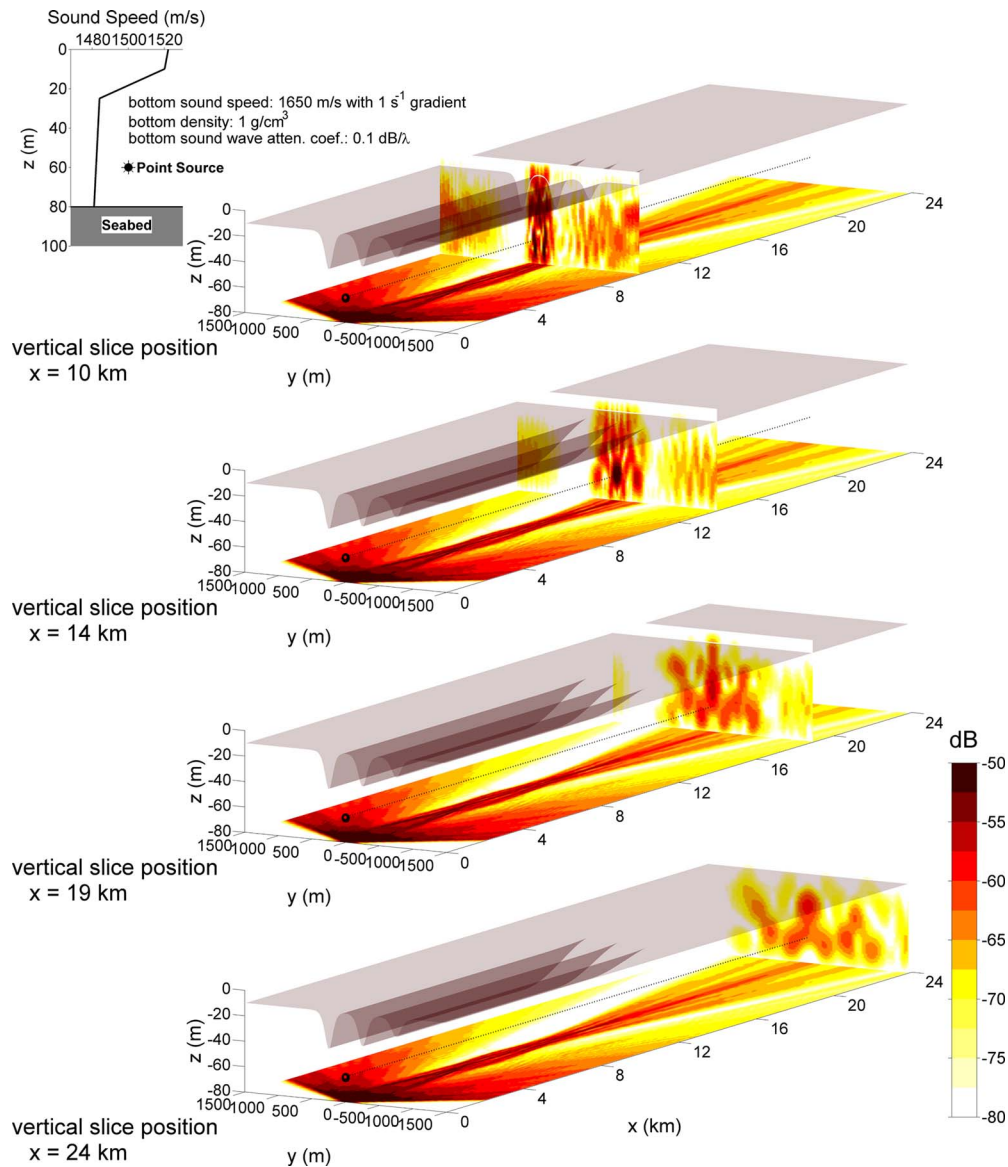 Sound Speed (m/s)
1480 1500 1520
0
20
40
60
80
100
z (m)
bottom sound speed: 1650 m/s with 1 s⁻¹ gradient
bottom density: 1 g/cm³
bottom sound wave atten. coef.: 0.1 dB/λ
Point Source
Seabed
0
-20
-40
-60
-80
z (m)
1500 1000 500 0 -500 1000 1500
0 4 8 12 16 20 24
vertical slice position
x = 10 km
y (m)
0
-20
-40
-60
-80
z (m)
1500 1000 500 0 -500 1000 1500
0 4 8 12 16 20 24
vertical slice position
x = 14 km
y (m)
0
-20
-40
-60
-80
z (m)
1500 1000 500 0 -500 1000 1500
0 4 8 12 16 20 24
vertical slice position
x = 19 km
y (m)
0
-20
-40
-60
-80
z (m)
1500 1000 500 0 -500 1000 1500
0 4 8 12 16 20 24
vertical slice position
x = 24 km
y (m)
x (km)
dB
-50
-55
-60
-65
-70
-75
-80